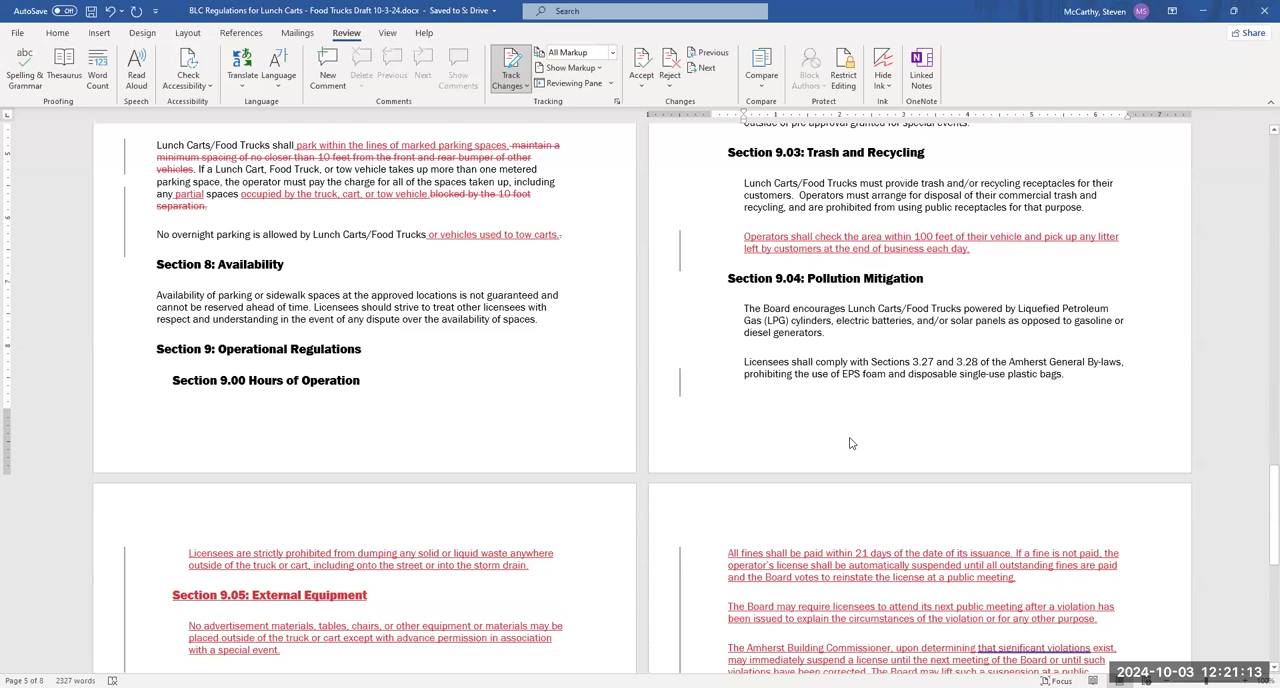 AutoSave Off BLC Regulations for Lunch Carts - Food Trucks Draft 10-3-24.docx - Saved to S: Drive Search McCarthy, Steven MS
File Home Insert Draw Design Layout References Mailings Review View Help Share
Spelling & Grammar
Thesaurus
Word Count
Proofing
Read Aloud
Speech
Check Accessibility
Accessibility
Translate
Language
Language
New Comment
Delete
Previous
Next
Show Comments
Comments
Track Changes
All Markup
Show Markup
Reviewing Pane
Tracking
Accept
Reject
Previous
Next
Changes
Compare
Compare
Block Authors
Restrict Editing
Protect
Hide Ink
Ink
Linked Notes
OneNote
Lunch Carts/Food Trucks shall park within the lines of marked parking spaces. maintain a
minimum spacing of no closer than 10 feet from the front and rear bumper of other
vehicles. If a Lunch Cart, Food Truck, or tow vehicle takes up more than one metered
parking space, the operator must pay the charge for all of the spaces taken up, including
any partial spaces occupied by the truck, cart, or tow vehicle.blocked by the 10 foot
separation.
No overnight parking is allowed by Lunch Carts/Food Trucks or vehicles used to tow carts..
Section 8: Availability
Availability of parking or sidewalk spaces at the approved locations is not guaranteed and
cannot be reserved ahead of time. Licensees should strive to treat other licensees with
respect and understanding in the event of any dispute over the availability of spaces.
Section 9: Operational Regulations
Section 9.00 Hours of Operation
outside of pre approval granted for special events.
Section 9.03: Trash and Recycling
Lunch Carts/Food Trucks must provide trash and/or recycling receptacles for their
customers. Operators must arrange for disposal of their commercial trash and
recycling, and are prohibited from using public receptacles for that purpose.
Operators shall check the area within 100 feet of their vehicle and pick up any litter
left by customers at the end of business each day.
Section 9.04: Pollution Mitigation
The Board encourages Lunch Carts/Food Trucks powered by Liquefied Petroleum
Gas (LPG) cylinders, electric batteries, and/or solar panels as opposed to gasoline or
diesel generators.
Licensees shall comply with Sections 3.27 and 3.28 of the Amherst General By-laws,
prohibiting the use of EPS foam and disposable single-use plastic bags.
Licensees are strictly prohibited from dumping any solid or liquid waste anywhere
outside of the truck or cart, including onto the street or into the storm drain.
Section 9.05: External Equipment
No advertisement materials, tables, chairs, or other equipment or materials may be
placed outside of the truck or cart except with advance permission in association
with a special event.
All fines shall be paid within 21 days of the date of its issuance. If a fine is not paid, the
operator's license shall be automatically suspended until all outstanding fines are paid
and the Board votes to reinstate the license at a public meeting.
The Board may require licensees to attend its next public meeting after a violation has
been issued to explain the circumstances of the violation or for any other purpose.
The Amherst Building Commissioner, upon determining that significant violations exist,
may immediately suspend a license until the next meeting of the Board or until such
violations have been corrected. The Board may lift such a suspension at a public
Page 5 of 8 2327 words Focus
2024-10-03 12:21:13